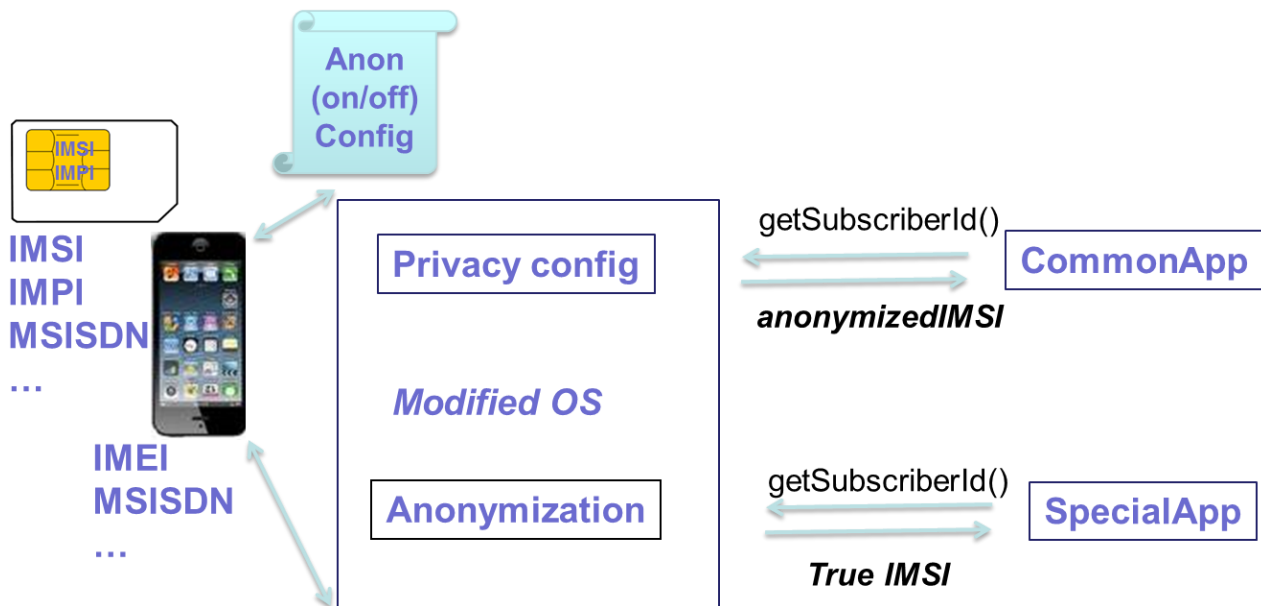 Anon
(on/off)
Config
IMSI
IMPI
IMSI
IMPI
MSISDN
…
IMEI
MSISDN
…
Privacy config
Modified OS
Anonymization
getSubscriberId()
anonymizedIMSI
CommonApp
getSubscriberId()
True IMSI
SpecialApp